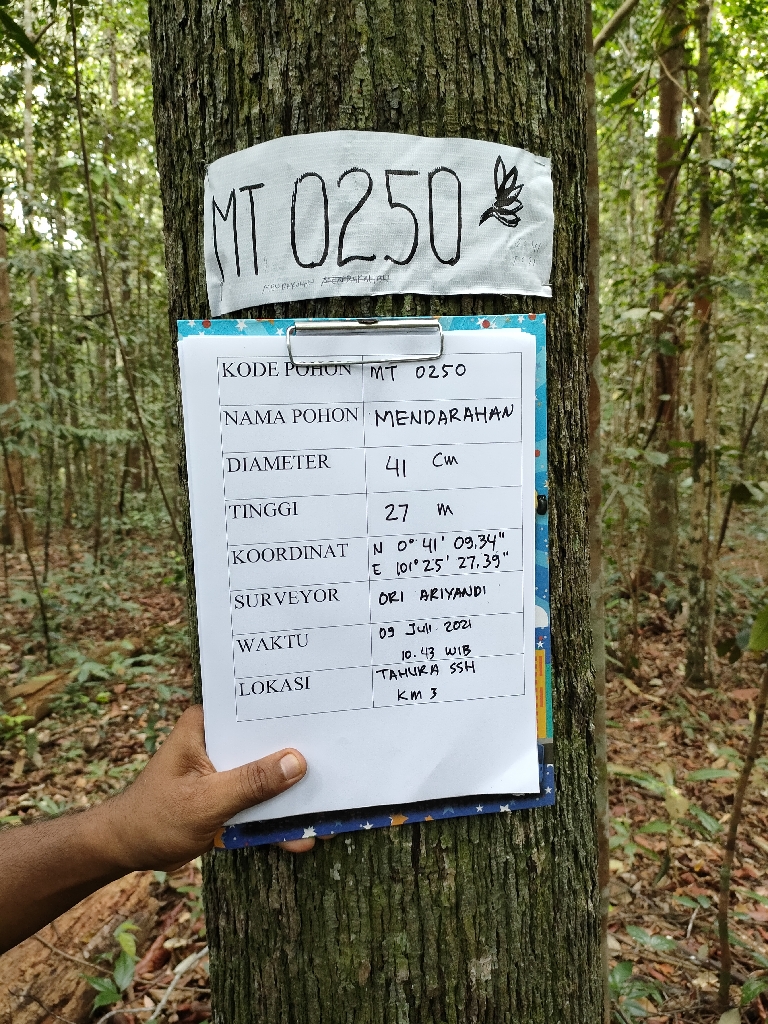 MT 0250
KODE POHON MT 0250
NAMA POHON MENDARAHAN
DIAMETER 41 Cm
TINGGI 27 m
KOORDINAT N 0° 41' 09.34"
E 101° 25' 27.39"
SURVEYOR ORI ARIYANDI
WAKTU 09 Juli 2021
10.43 WIB
LOKASI TAHURA SSH
KM 3